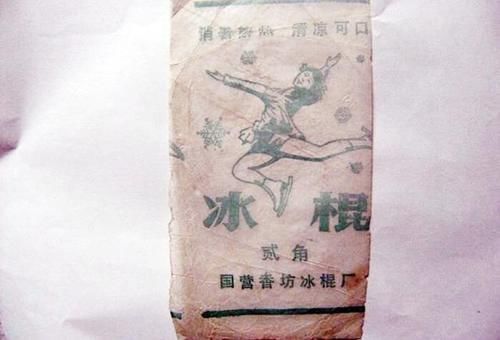 消暑解热 清凉可口
冰棍
贰角
国营香坊冰棍厂